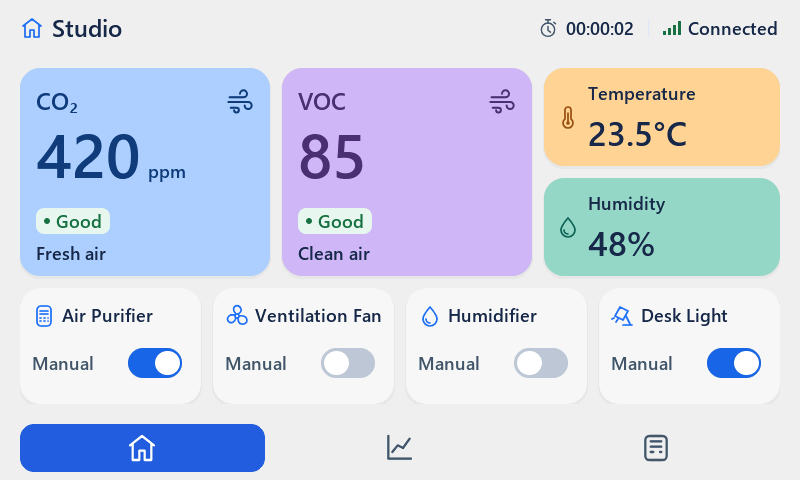 Studio
00:00:02
Connected
CO₂
420 ppm
• Good
Fresh air
VOC
85
• Good
Clean air
Temperature
23.5°C
Humidity
48%
Air Purifier
Manual
Ventilation Fan
Manual
Humidifier
Manual
Desk Light
Manual